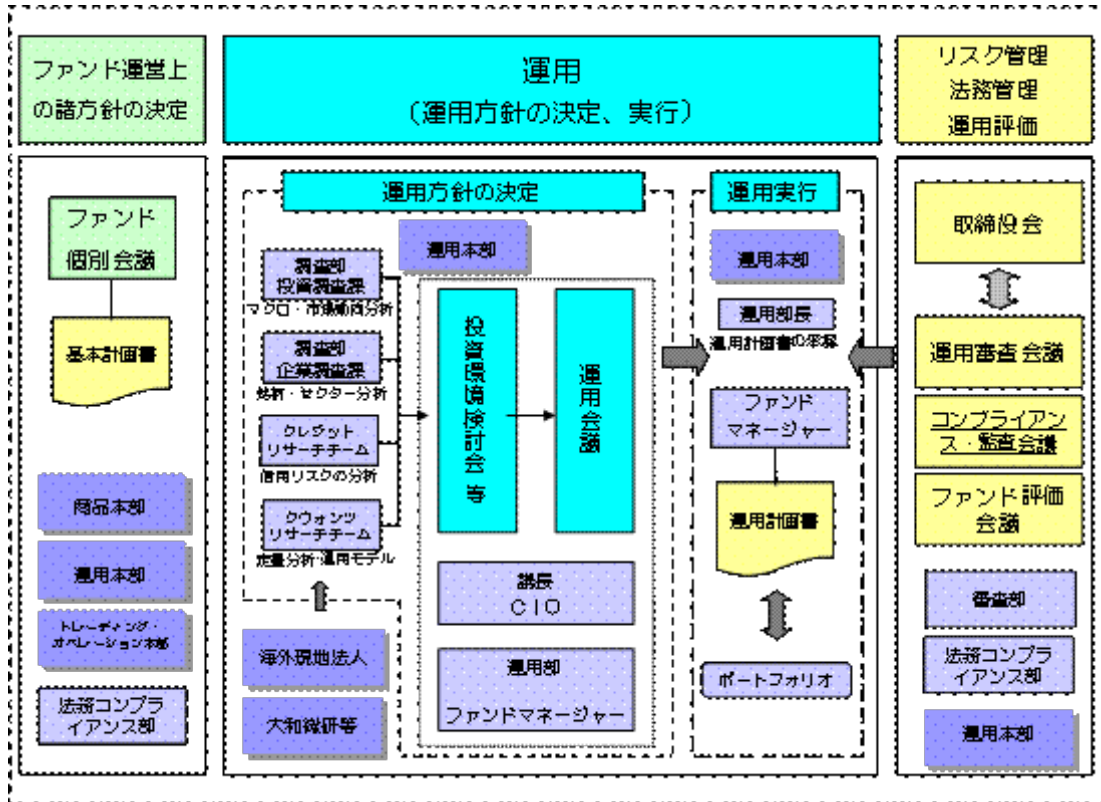 ファンド運営上
の諸方針の決定
運用
（運用方針の決定、実行）
リスク管理
法務管理
運用評価
ファンド
個別会議
基本計画書
商品本部
運用本部
トレーディング・
オペレーション本部
法務コンプラ
イアンス部
運用方針の決定
運用本部
調査部
投資調査課
マクロ・市場動向分析
調査部
企業調査課
銘柄・セクター分析
クレジット
リサーチチーム
信用リスクの分析
クウォンツ
リサーチチーム
定量分析・運用モデル
海外現地法人
大和総研等
投資環境検討会 等
運用会議
議長
ＣＩＯ
運用部
ファンドマネージャー
運用実行
運用本部
運用部長
運用計画書の承認
ファンド
マネージャー
運用計画書
ポートフォリオ
取締役会
運用審査会議
コンプライアン
ス・監査会議
ファンド評価
会議
審査部
法務コンプラ
イアンス部
運用本部